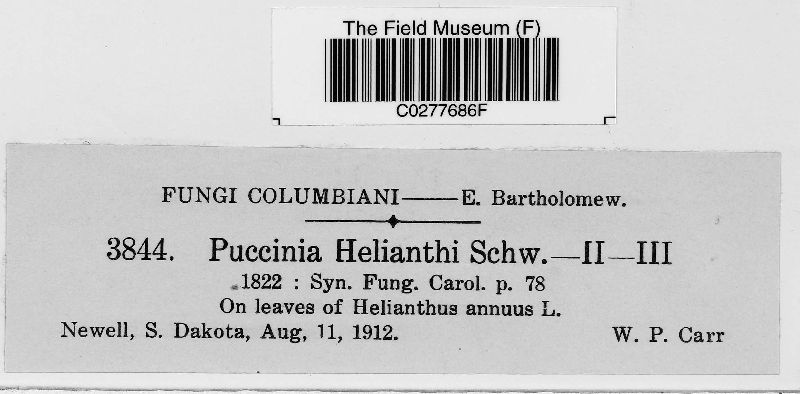 The Field Museum (F)
C0277686F
FUNGI COLUMBIANI——E. Bartholomew.
3844. Puccinia Helianthi Schw.—II—III
1822 : Syn. Fung. Carol. p. 78
On leaves of Helianthus annuus L.
Newell, S. Dakota, Aug, 11, 1912. W. P. Carr